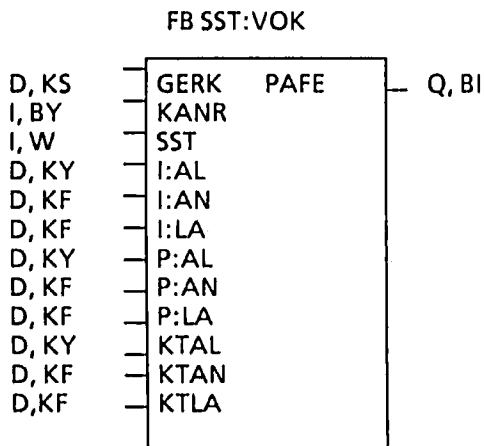 FB SST:VOK
D, KS GERK PAFE Q, BI
I, BY KANR
I, W SST
D, KY I:AL
D, KF I:AN
D, KF I:LA
D, KY P:AL
D, KF P:AN
D, KF P:LA
D, KY KTAL
D, KF KTAN
D,KF KTLA